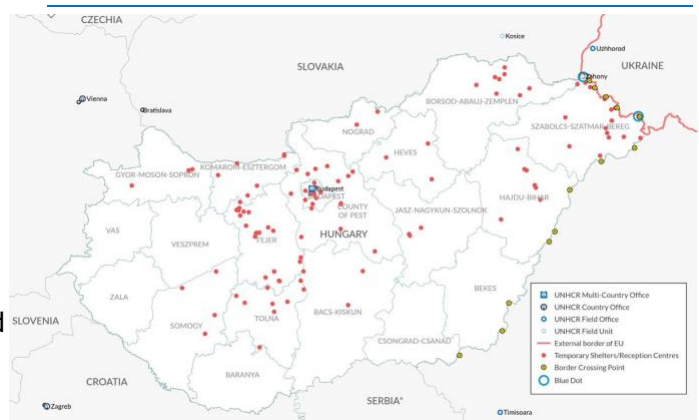 CZECHIA
Kosice
Uzhhorod
SLOVAKIA
UKRAINE
Zahony
Vienna
Bratislava
BORSOD-ABAUJ-ZEMPLEN
NOGRAD
SZABOLCS-SZATMAR-BEREG
HEVES
KOMAROM-ESZTERGOM
GYOR-MOSON-SOPRON
Budapest
BUDAPEST
HAJDU-BIHAR
COUNTY
OF PEST
JASZ-NAGYKUN-SZOLNOK
VAS
HUNGARY
FEJER
VESZPREM
BEKES
ZALA
UNHCR Multi-Country Office
UNHCR Country Office
UNHCR Field Office
UNHCR Field Unit
External border of EU
Temporary Shelters/Reception Centres
Border Crossing Point
Blue Dot
SLOVENIA
TOLNA
BACS-KISKUN
SOMOGY
CSONGRAD-CSANAD
BARANYA
CROATIA
SERBIA*
Zagreb
Timisoara